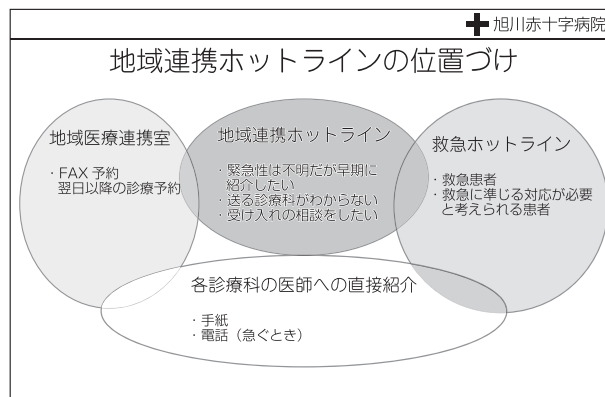 旭川赤十字病院
地域連携ホットラインの位置づけ
地域医療連携室
・FAX 予約
翌日以降の診療予約
地域連携ホットライン
・緊急性は不明だが早期に
紹介したい
・送る診療科がわからない
・受け入れの相談をしたい
救急ホットライン
・救急患者
・救急に準じる対応が必要
と考えられる患者
各診療科の医師への直接紹介
・手紙
・電話（急ぐとき）